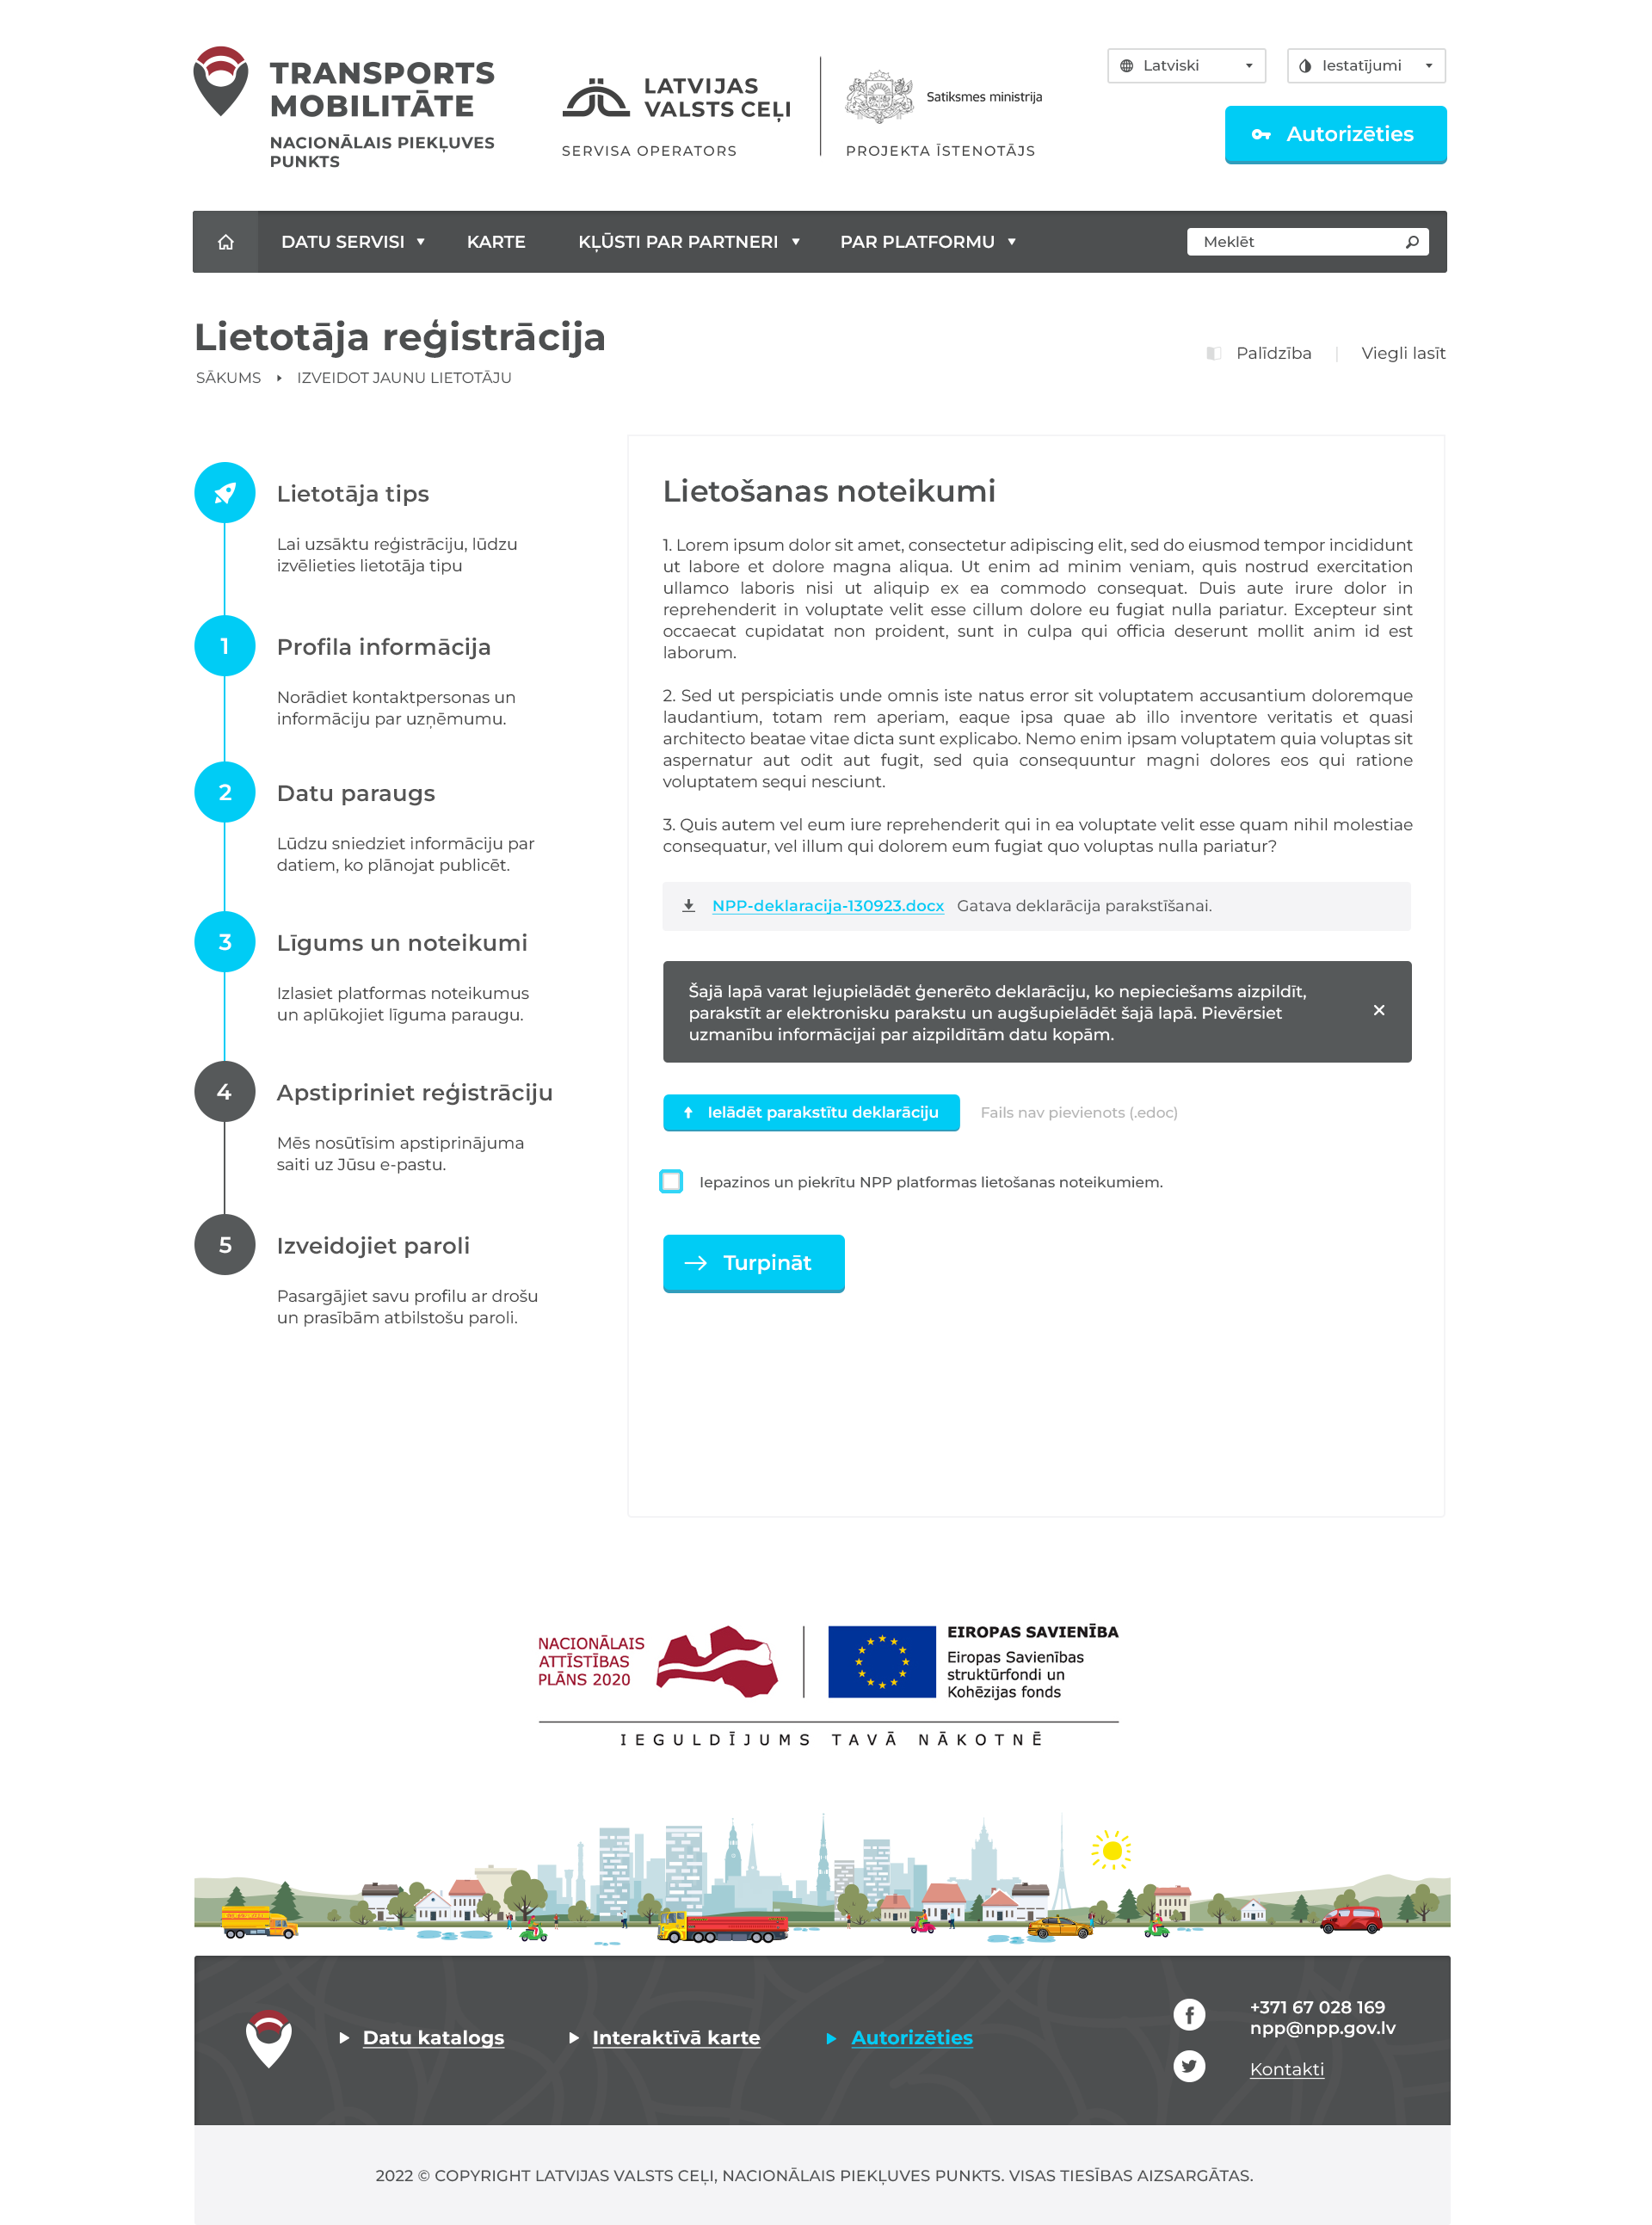 TRANSPORTS
MOBILITĀTE
NACIONĀLAIS PIEKĻUVES
PUNKTS
LATVIJAS
VALSTS CEĻI
SERVISA OPERATORS
Satiksmes ministrija
PROJEKTA ĪSTENOTĀJS
Latviski
Iestatījumi
Autorizēties
DATU SERVISI
KARTE
KĻŪSTI PAR PARTNERI
PAR PLATFORMU
Meklēt
Lietotāja reģistrācija
SĀKUMS
IZVEIDOT JAUNU LIETOTĀJU
Palīdzība
Viegli lasīt
Lietotāja tips
Lai uzsāktu reģistrāciju, lūdzu
izvēlieties lietotāja tipu
1
Profila informācija
Norādiet kontaktpersonas un
informāciju par uzņēmumu.
2
Datu paraugs
Lūdzu sniedziet informāciju par
datiem, ko plānojat publicēt.
3
Līgums un noteikumi
Izlasiet platformas noteikumus
un aplūkojiet līguma paraugu.
4
Apstipriniet reģistrāciju
Mēs nosūtīsim apstiprinājuma
saiti uz Jūsu e-pastu.
5
Izveidojiet paroli
Pasargājiet savu profilu ar drošu
un prasībām atbilstošu paroli.
Lietošanas noteikumi
1. Lorem ipsum dolor sit amet, consectetur adipiscing elit, sed do eiusmod tempor incididunt
ut labore et dolore magna aliqua. Ut enim ad minim veniam, quis nostrud exercitation
ullamco laboris nisi ut aliquip ex ea commodo consequat. Duis aute irure dolor in
reprehenderit in voluptate velit esse cillum dolore eu fugiat nulla pariatur. Excepteur sint
occaecat cupidatat non proident, sunt in culpa qui officia deserunt mollit anim id est
laborum.
2. Sed ut perspiciatis unde omnis iste natus error sit voluptatem accusantium doloremque
laudantium, totam rem aperiam, eaque ipsa quae ab illo inventore veritatis et quasi
architecto beatae vitae dicta sunt explicabo. Nemo enim ipsam voluptatem quia voluptas sit
aspernatur aut odit aut fugit, sed quia consequuntur magni dolores eos qui ratione
voluptatem sequi nesciunt.
3. Quis autem vel eum iure reprehenderit qui in ea voluptate velit esse quam nihil molestiae
consequatur, vel illum qui dolorem eum fugiat quo voluptas nulla pariatur?
NPP-deklaracija-130923.docx Gatava deklarācija parakstīšanai.
Šajā lapā varat lejupielādēt ģenerēto deklarāciju, ko nepieciešams aizpildīt,
parakstīt ar elektronisku parakstu un augšupielādēt šajā lapā. Pievērsiet
uzmanību informācijai par aizpildītām datu kopām.
Ielādēt parakstītu deklarāciju
Fails nav pievienots (.edoc)
Iepazinos un piekrītu NPP platformas lietošanas noteikumiem.
Turpināt
NACIONĀLAIS
ATTĪSTĪBAS
PLĀNS 2020
EIROPAS SAVIENĪBA
Eiropas Savienības
struktūrfondi un
Kohēzijas fonds
IEGULDĪJUMS TAVĀ NĀKOTNĒ
Datu katalogs
Interaktīvā karte
Autorizēties
+371 67 028 169
npp@npp.gov.lv
Kontakti
2022 © COPYRIGHT LATVIJAS VALSTS CEĻI, NACIONĀLAIS PIEKĻUVES PUNKTS. VISAS TIESĪBAS AIZSARGĀTAS.